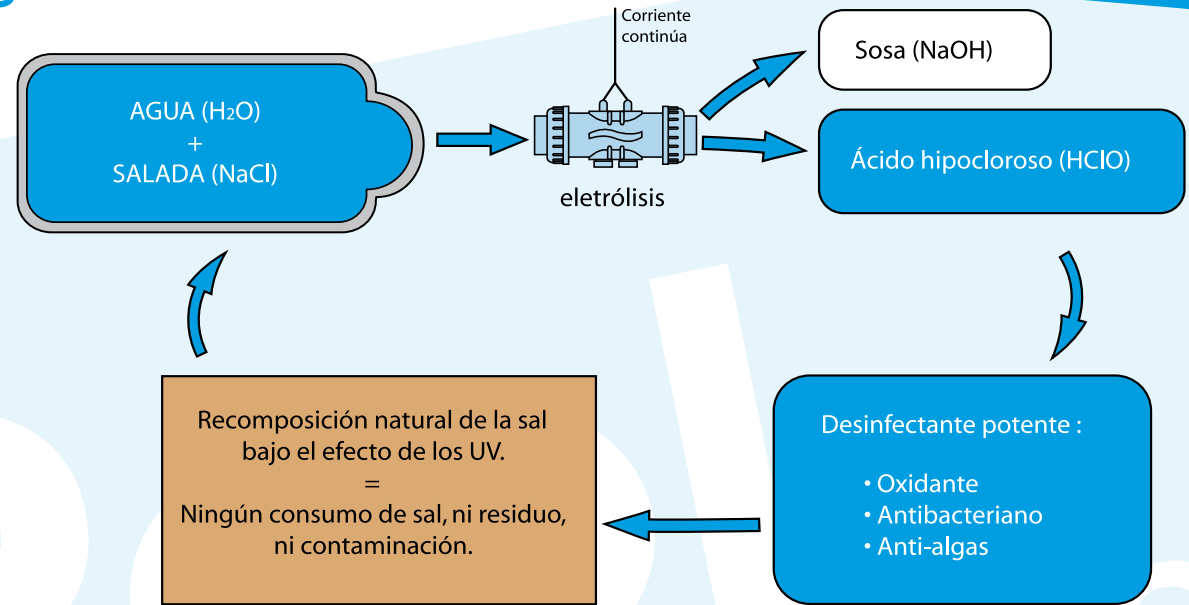 Corriente
continúa
AGUA (H2O)
+
SALADA (NaCl)
eletrólisis
Sosa (NaOH)
Ácido hipocloroso (HClO)
Desinfectante potente :
• Oxidante
• Antibacteriano
• Anti-algas
Recomposición natural de la sal
bajo el efecto de los UV.
=
Ningún consumo de sal, ni residuo,
ni contaminación.